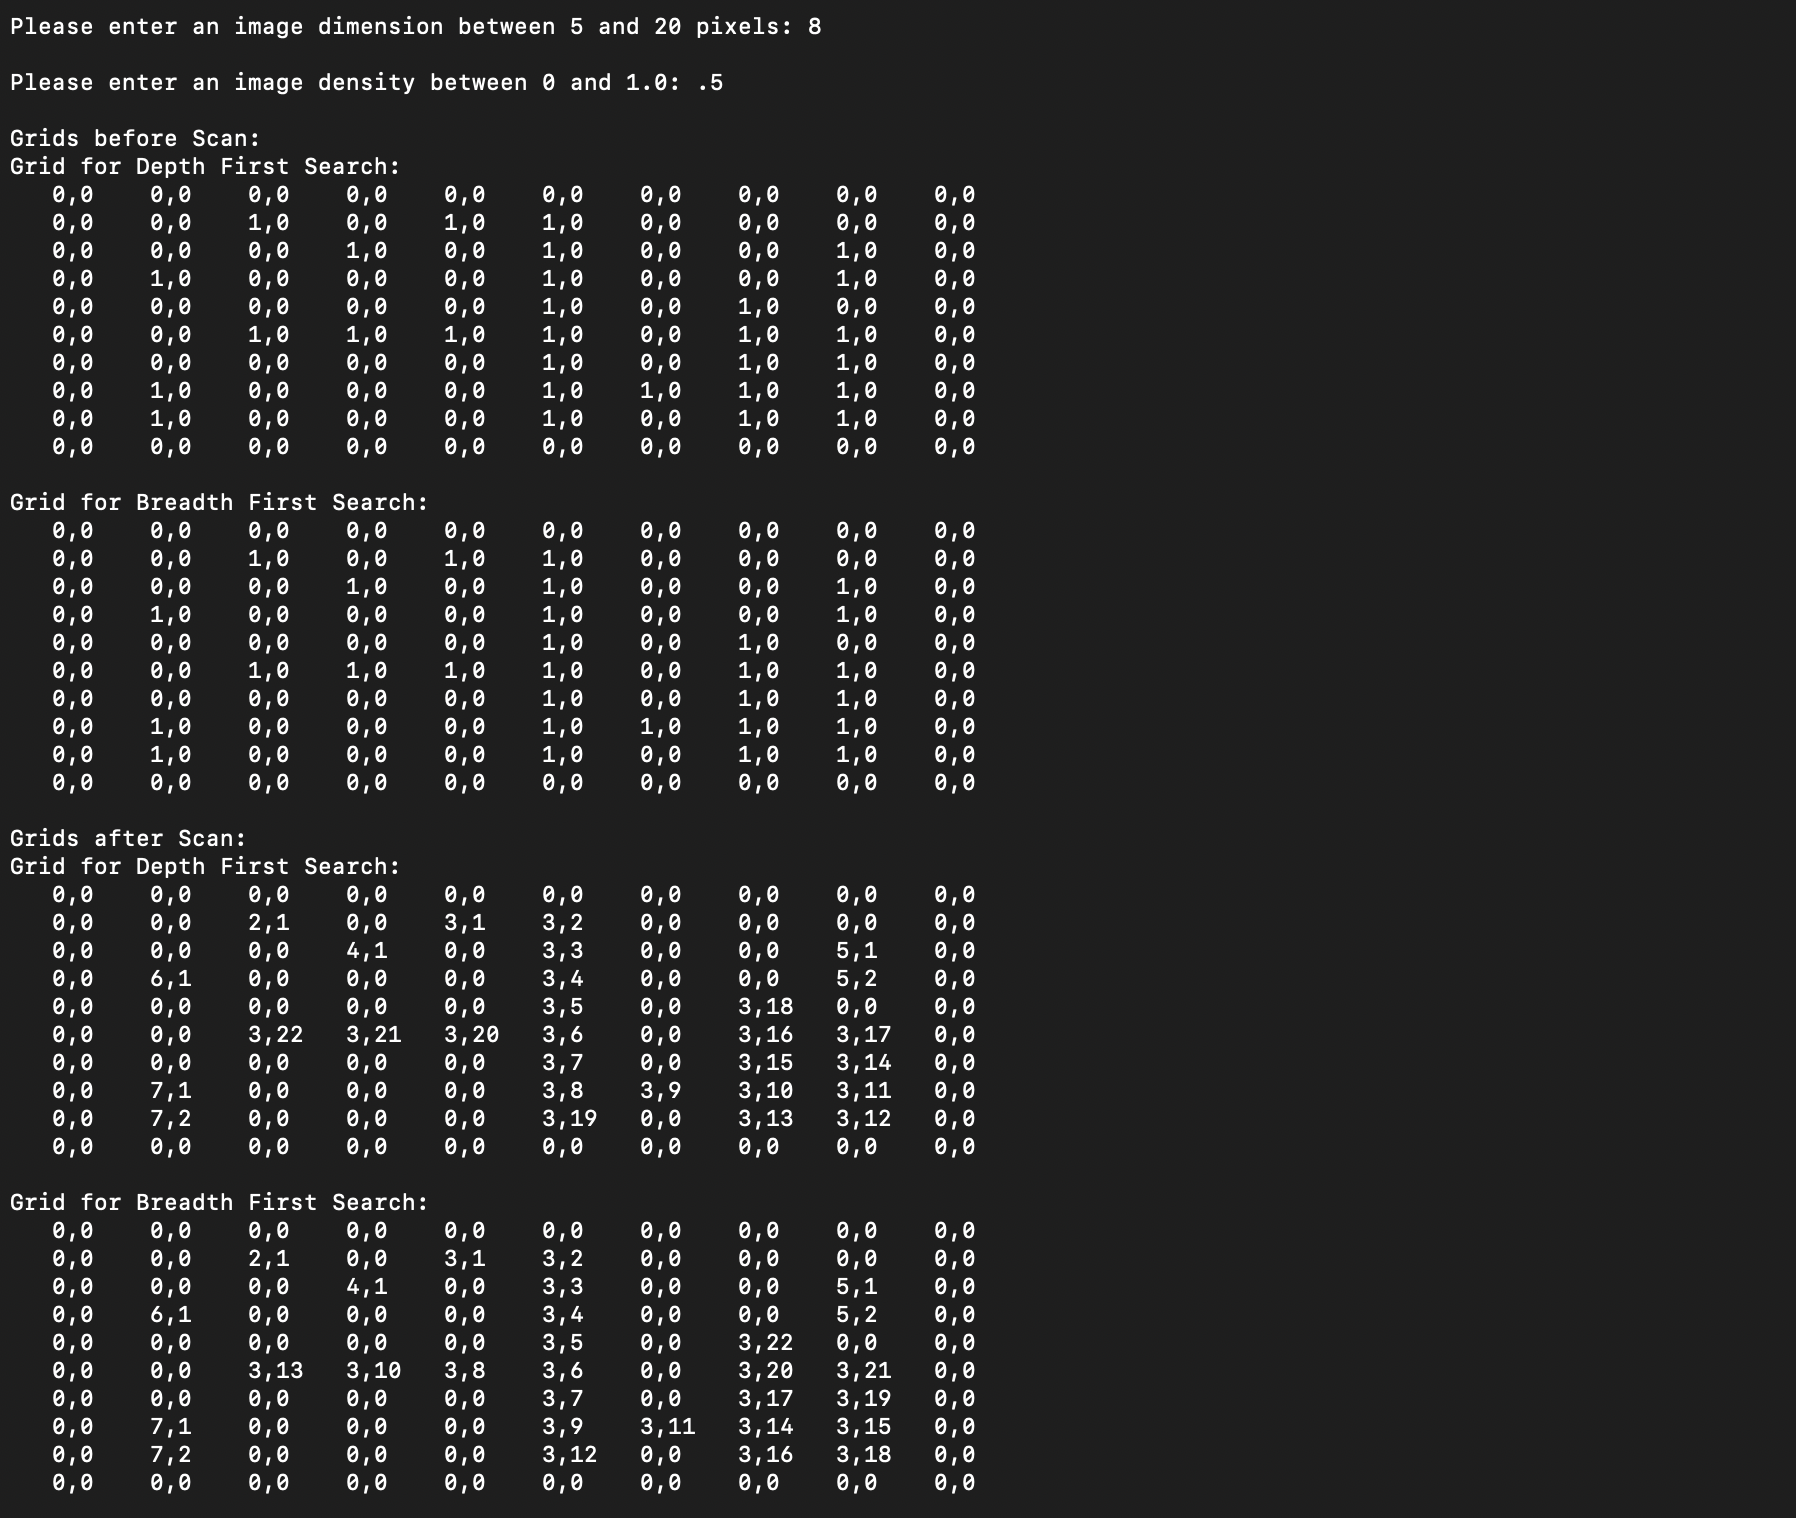 Please enter an image dimension between 5 and 20 pixels: 8
Please enter an image density between 0 and 1.0: .5
Grids before Scan:
Grid for Depth First Search:
0,0 0,0 0,0 0,0 0,0 0,0 0,0 0,0 0,0 0,0
0,0 0,0 1,0 0,0 1,0 1,0 0,0 0,0 0,0 0,0
0,0 0,0 0,0 1,0 0,0 1,0 0,0 0,0 1,0 0,0
0,0 1,0 0,0 0,0 0,0 1,0 0,0 0,0 1,0 0,0
0,0 0,0 0,0 0,0 0,0 1,0 0,0 1,0 0,0 0,0
0,0 0,0 1,0 1,0 1,0 1,0 0,0 1,0 1,0 0,0
0,0 0,0 0,0 0,0 0,0 1,0 0,0 1,0 1,0 0,0
0,0 1,0 0,0 0,0 0,0 1,0 1,0 1,0 1,0 0,0
0,0 1,0 0,0 0,0 0,0 1,0 0,0 1,0 1,0 0,0
0,0 0,0 0,0 0,0 0,0 0,0 0,0 0,0 0,0 0,0
Grid for Breadth First Search:
0,0 0,0 0,0 0,0 0,0 0,0 0,0 0,0 0,0 0,0
0,0 0,0 1,0 0,0 1,0 1,0 0,0 0,0 0,0 0,0
0,0 0,0 0,0 1,0 0,0 1,0 0,0 0,0 1,0 0,0
0,0 1,0 0,0 0,0 0,0 1,0 0,0 0,0 1,0 0,0
0,0 0,0 0,0 0,0 0,0 1,0 0,0 1,0 0,0 0,0
0,0 0,0 1,0 1,0 1,0 1,0 0,0 1,0 1,0 0,0
0,0 0,0 0,0 0,0 0,0 1,0 0,0 1,0 1,0 0,0
0,0 1,0 0,0 0,0 0,0 1,0 1,0 1,0 1,0 0,0
0,0 1,0 0,0 0,0 0,0 1,0 0,0 1,0 1,0 0,0
0,0 0,0 0,0 0,0 0,0 0,0 0,0 0,0 0,0 0,0
Grids after Scan:
Grid for Depth First Search:
0,0 0,0 0,0 0,0 0,0 0,0 0,0 0,0 0,0 0,0
0,0 0,0 2,1 0,0 3,1 3,2 0,0 0,0 0,0 0,0
0,0 0,0 0,0 4,1 0,0 3,3 0,0 0,0 5,1 0,0
0,0 6,1 0,0 0,0 0,0 3,4 0,0 0,0 5,2 0,0
0,0 0,0 0,0 0,0 0,0 3,5 0,0 3,18 0,0 0,0
0,0 0,0 3,22 3,21 3,20 3,6 0,0 3,16 3,17 0,0
0,0 0,0 0,0 0,0 0,0 3,7 0,0 3,15 3,14 0,0
0,0 7,1 0,0 0,0 0,0 3,8 3,9 3,10 3,11 0,0
0,0 7,2 0,0 0,0 0,0 3,19 0,0 3,13 3,12 0,0
0,0 0,0 0,0 0,0 0,0 0,0 0,0 0,0 0,0 0,0
Grid for Breadth First Search:
0,0 0,0 0,0 0,0 0,0 0,0 0,0 0,0 0,0 0,0
0,0 0,0 2,1 0,0 3,1 3,2 0,0 0,0 0,0 0,0
0,0 0,0 0,0 4,1 0,0 3,3 0,0 0,0 5,1 0,0
0,0 6,1 0,0 0,0 0,0 3,4 0,0 0,0 5,2 0,0
0,0 0,0 0,0 0,0 0,0 3,5 0,0 3,22 0,0 0,0
0,0 0,0 3,13 3,10 3,8 3,6 0,0 3,20 3,21 0,0
0,0 0,0 0,0 0,0 0,0 3,7 0,0 3,17 3,19 0,0
0,0 7,1 0,0 0,0 0,0 3,9 3,11 3,14 3,15 0,0
0,0 7,2 0,0 0,0 0,0 3,12 0,0 3,16 3,18 0,0
0,0 0,0 0,0 0,0 0,0 0,0 0,0 0,0 0,0 0,0